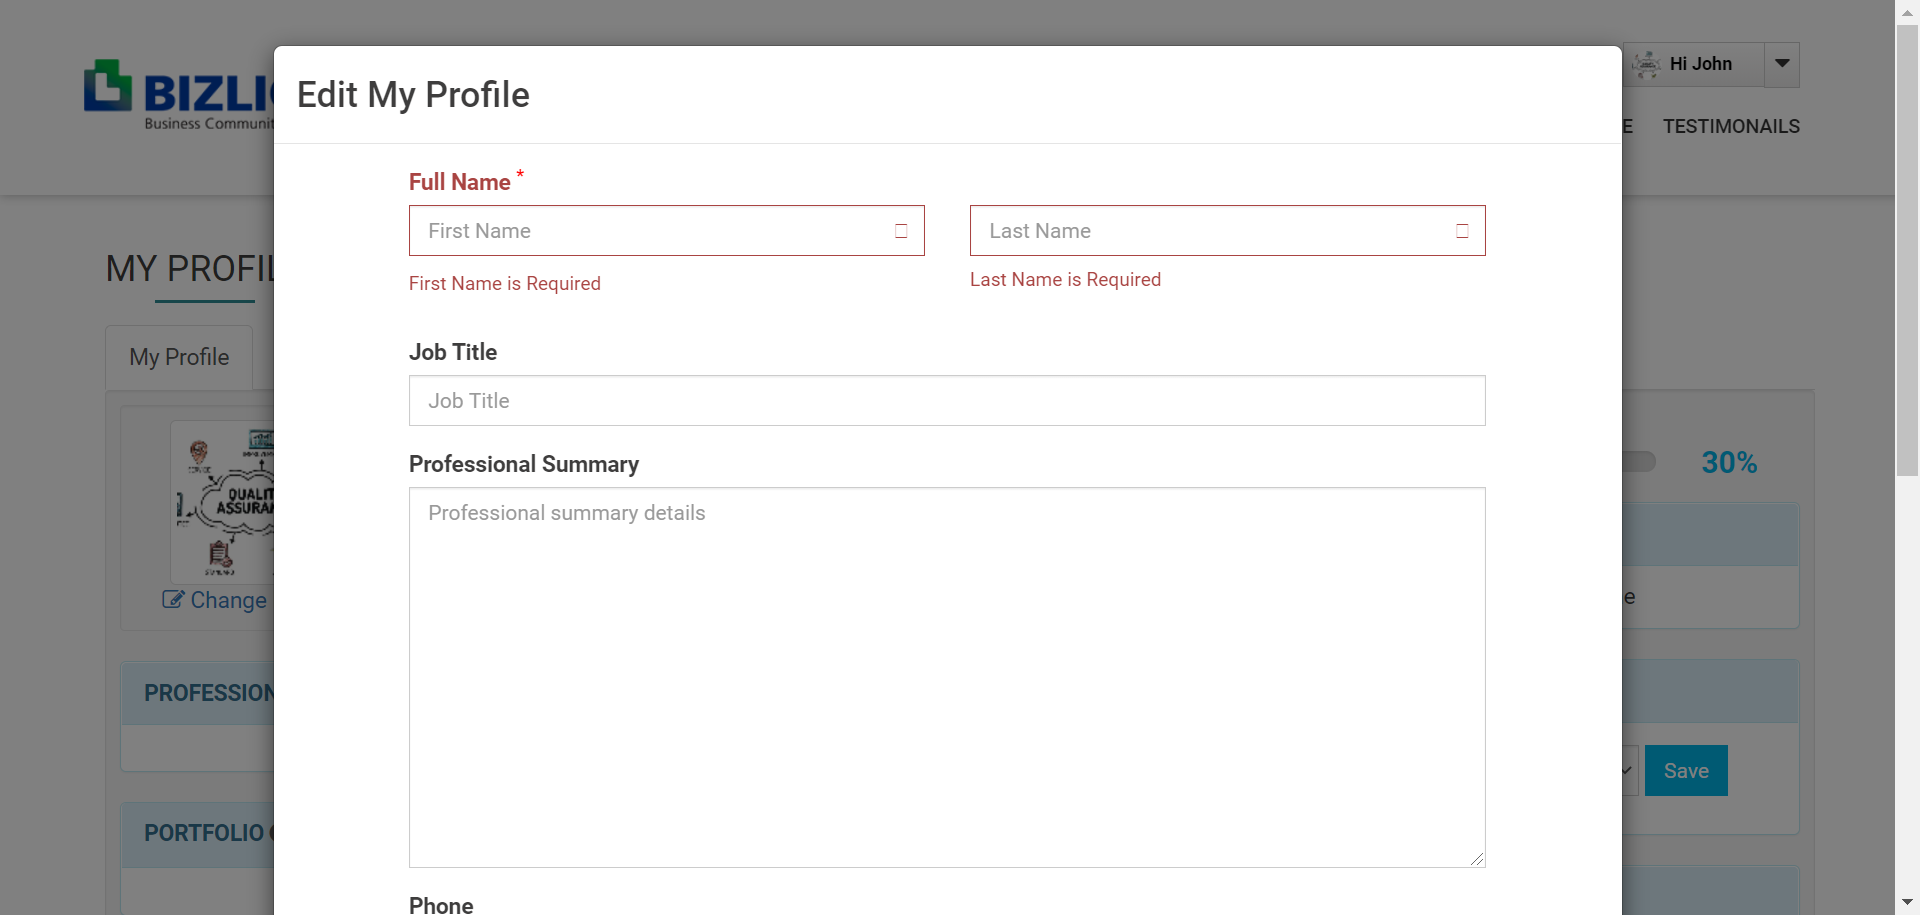 BIZLI
Business Communit
Hi John
E TESTIMONAILS
Edit My Profile
Full Name *
First Name
Last Name
First Name is Required
Last Name is Required
MY PROFIL
My Profile
Job Title
Job Title
Professional Summary
Professional summary details
30%
QUALIT
ASSURAN
Change
e
PROFESSION
Save
PORTFOLIO
Phone